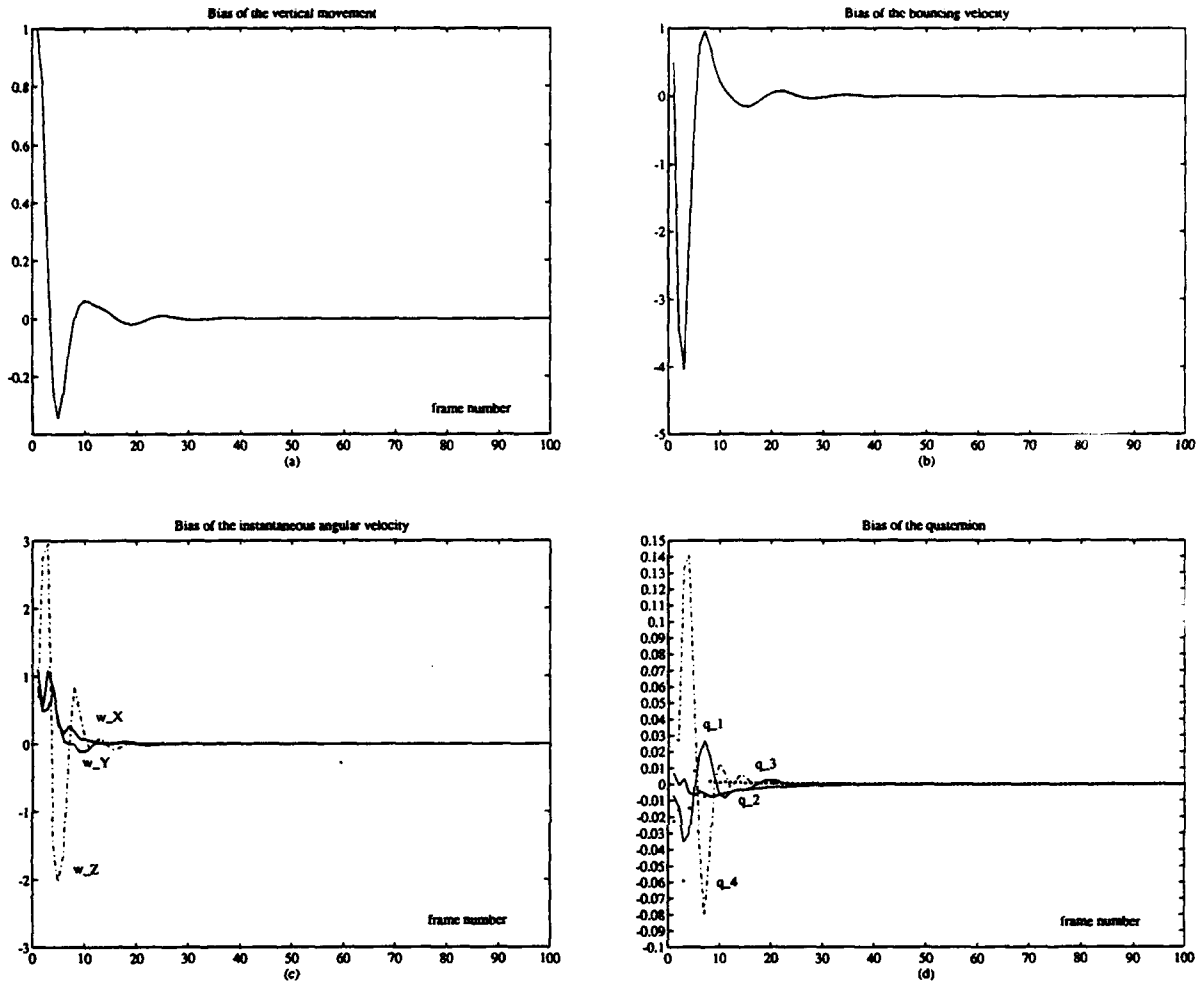 Bias of the vertical movement
1
0.8
0.6
0.4
0.2
0
-0.2
frame number
0 10 20 30 40 50 60 70 80 90 100
(a)
Bias of the bouncing velocity
1
0
-1
-2
-3
-4
-5
0 10 20 30 40 50 60 70 80 90 100
(b)
Bias of the instantaneous angular velocity
3
2
1
0
-1
-2
-3
w_X
w_Y
w_Z
frame number
0 10 20 30 40 50 60 70 80 90 100
(c)
Bias of the quaternion
0.15
0.14
0.13
0.12
0.11
0.1
0.09
0.08
0.07
0.06
0.05
0.04
0.03
0.02
0.01
0
-0.01
-0.02
-0.03
-0.04
-0.05
-0.06
-0.07
-0.08
-0.09
-0.1
q_1
q_3
q_2
q_4
frame number
0 10 20 30 40 50 60 70 80 90 100
(d)